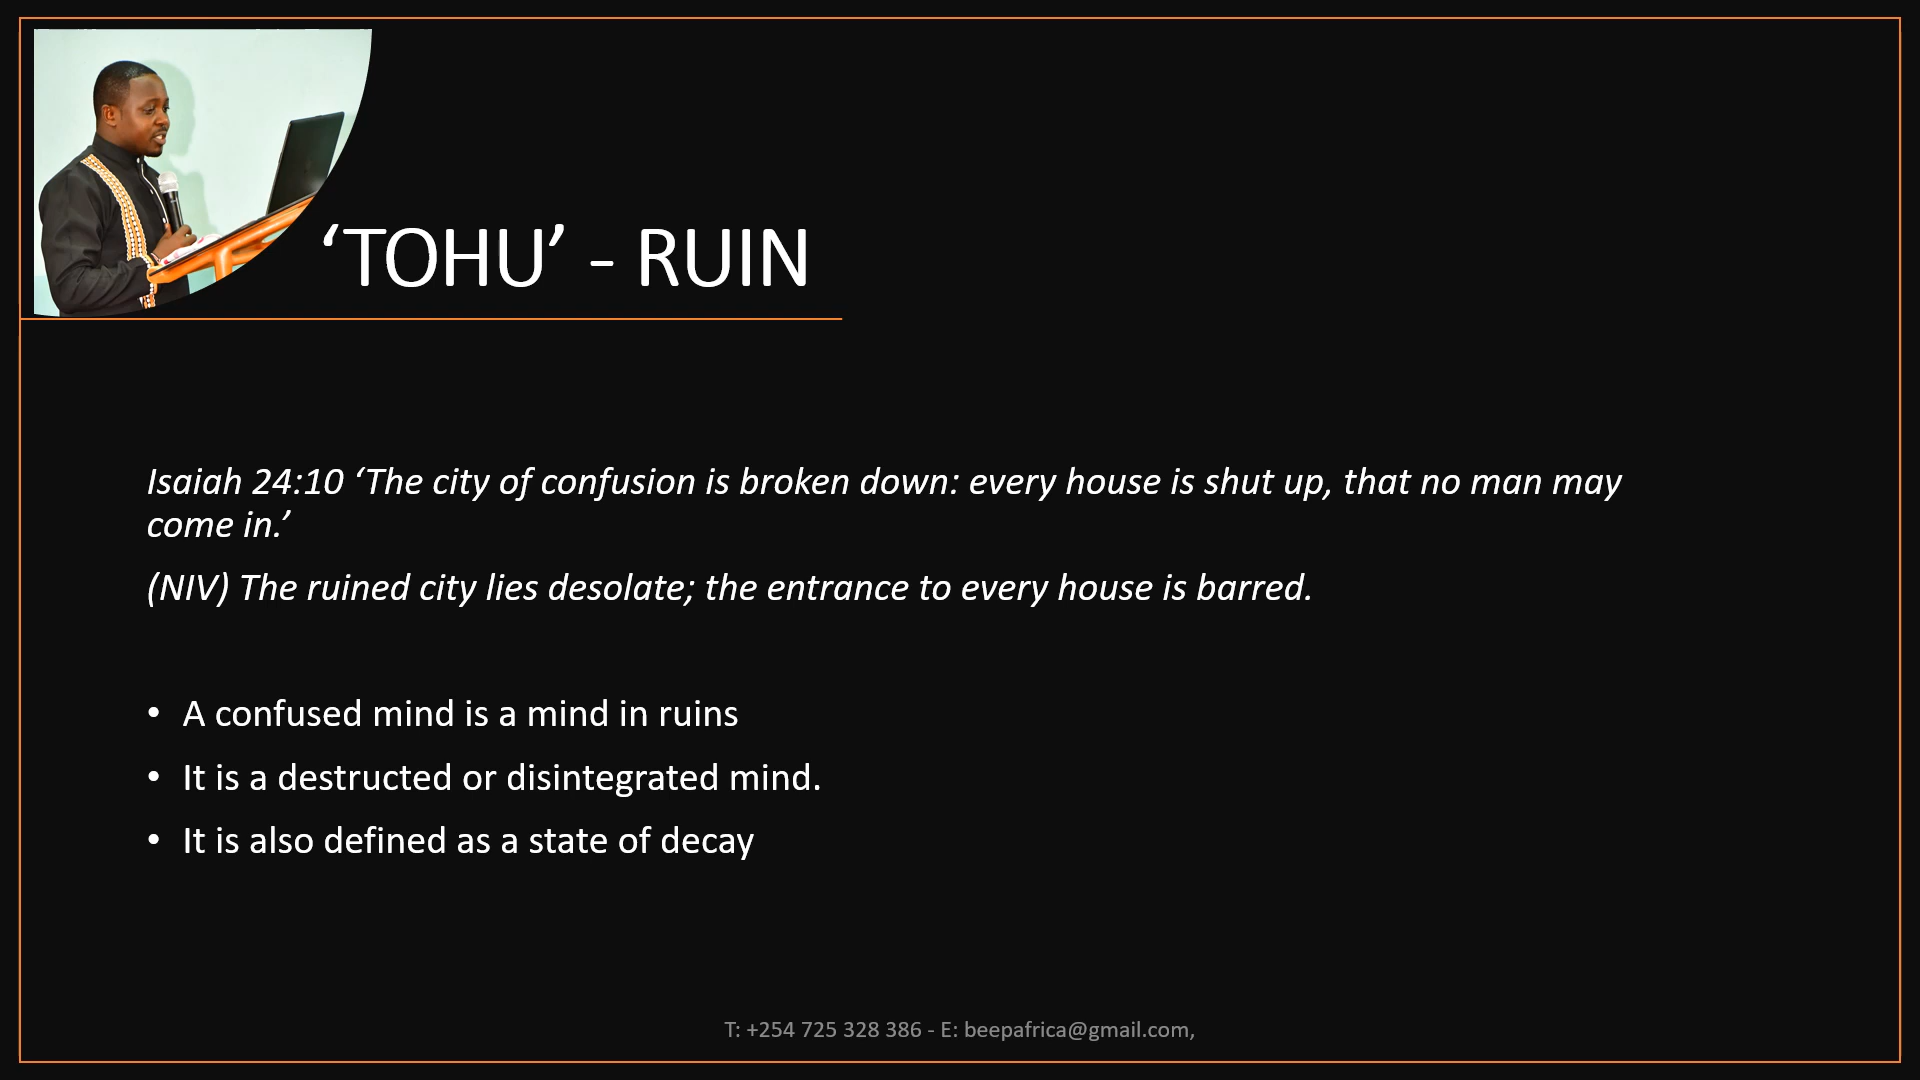 ‘TOHU’ - RUIN
Isaiah 24:10 ‘The city of confusion is broken down: every house is shut up, that no man may
come in.’
(NIV) The ruined city lies desolate; the entrance to every house is barred.
• A confused mind is a mind in ruins
• It is a destructed or disintegrated mind.
• It is also defined as a state of decay
T: +254 725 328 386 - E: beepafrica@gmail.com,